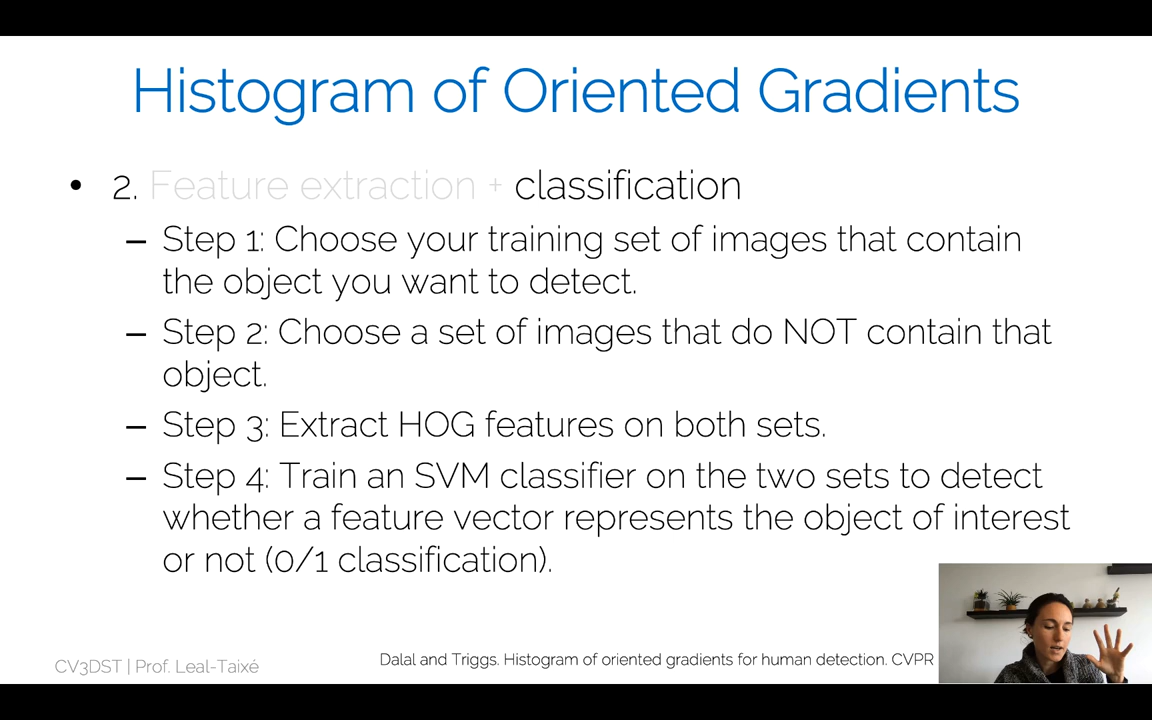 Histogram of Oriented Gradients
• 2. Feature extraction + classification
– Step 1: Choose your training set of images that contain
the object you want to detect.
– Step 2: Choose a set of images that do NOT contain that
object.
– Step 3: Extract HOG features on both sets.
– Step 4: Train an SVM classifier on the two sets to detect
whether a feature vector represents the object of interest
or not (0/1 classification).
CV3DST | Prof. Leal-Taixé
Dalal and Triggs. Histogram of oriented gradients for human detection. CVPR